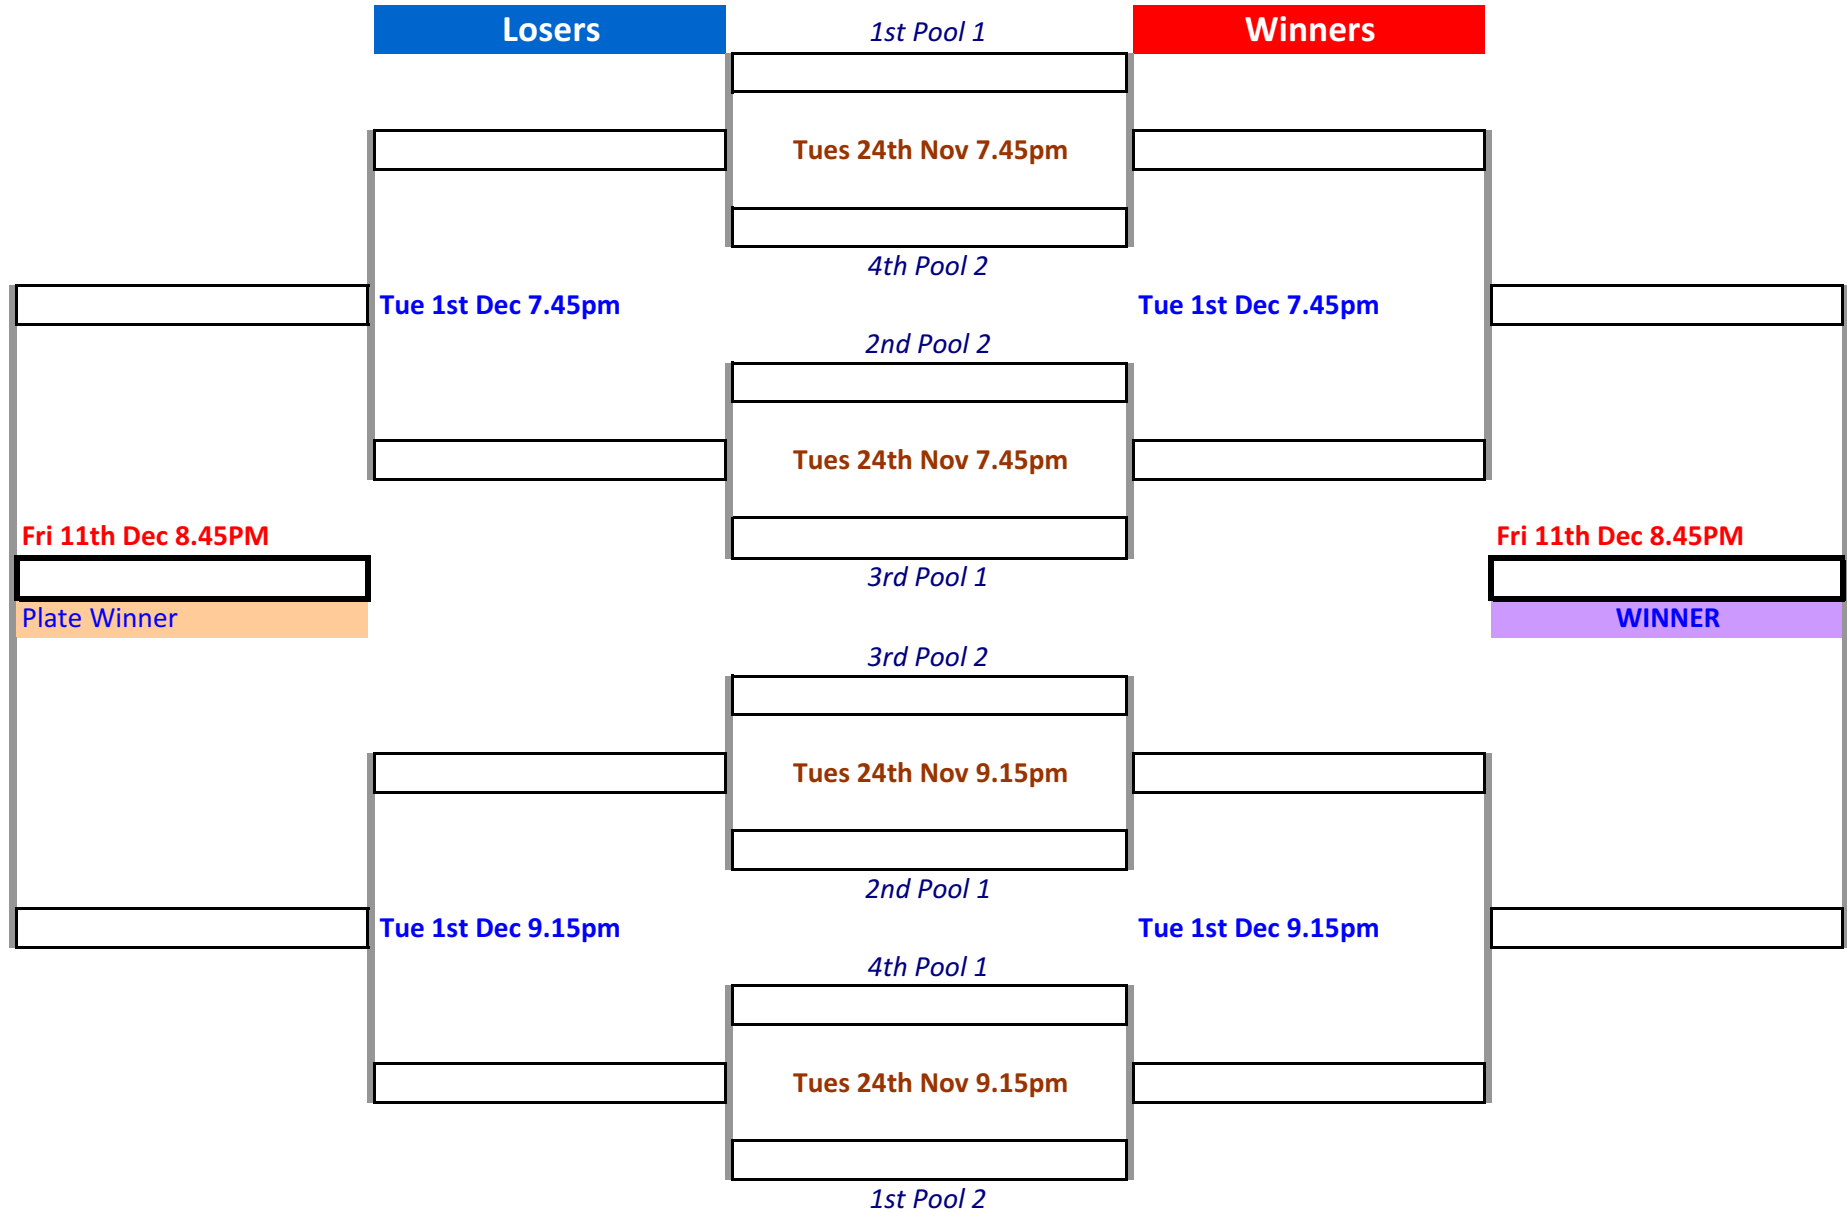 Losers
1st Pool 1
Winners
Tues 24th Nov 7.45pm
4th Pool 2
Tue 1st Dec 7.45pm
Tue 1st Dec 7.45pm
2nd Pool 2
Tues 24th Nov 7.45pm
Fri 11th Dec 8.45PM
Fri 11th Dec 8.45PM
3rd Pool 1
Plate Winner
WINNER
3rd Pool 2
Tues 24th Nov 9.15pm
2nd Pool 1
Tue 1st Dec 9.15pm
Tue 1st Dec 9.15pm
4th Pool 1
Tues 24th Nov 9.15pm
1st Pool 2